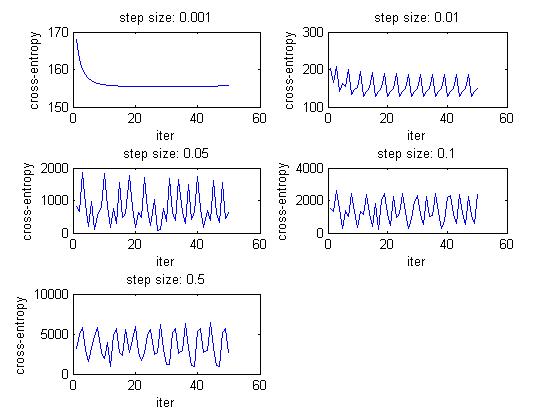 step size: 0.001
170
160
150
cross-entropy
0 20 40 60
iter
step size: 0.01
300
200
100
cross-entropy
0 20 40 60
iter
step size: 0.05
2000
1000
0
cross-entropy
0 20 40 60
iter
step size: 0.1
4000
2000
0
cross-entropy
0 20 40 60
iter
step size: 0.5
10000
5000
0
cross-entropy
0 20 40 60
iter